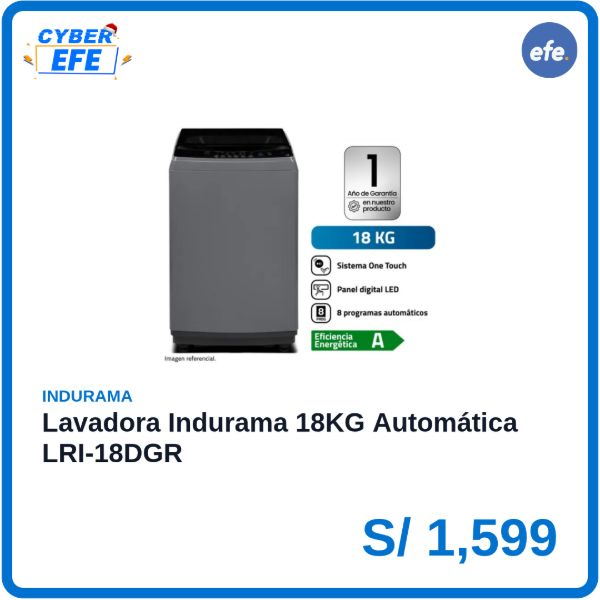 CYBER
EFE
efe.
1
Año de Garantía
en nuestro
producto
18 KG
Sistema One Touch
Panel digital LED
8
8 programas automáticos
Eficiencia
Energética
A
Imagen referencial.
INDURAMA
Lavadora Indurama 18KG Automática
LRI-18DGR
S/ 1,599